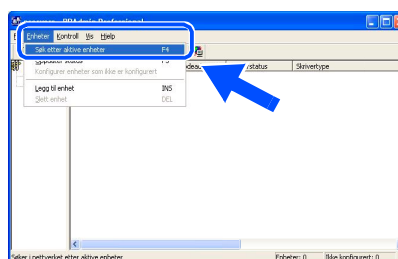 BRAdmin Professional
Enheter Kontroll Vis Hjelp
Søk etter aktive enheter F4
Oppdater status F5
Konfigurer enheter som ikke er konfigurert
Legg til enhet INS
Slett enhet DEL
/status Skrivertype
Søker i nettverket etter aktive enheter Enheter: 0 Ikke konfigurert: 0